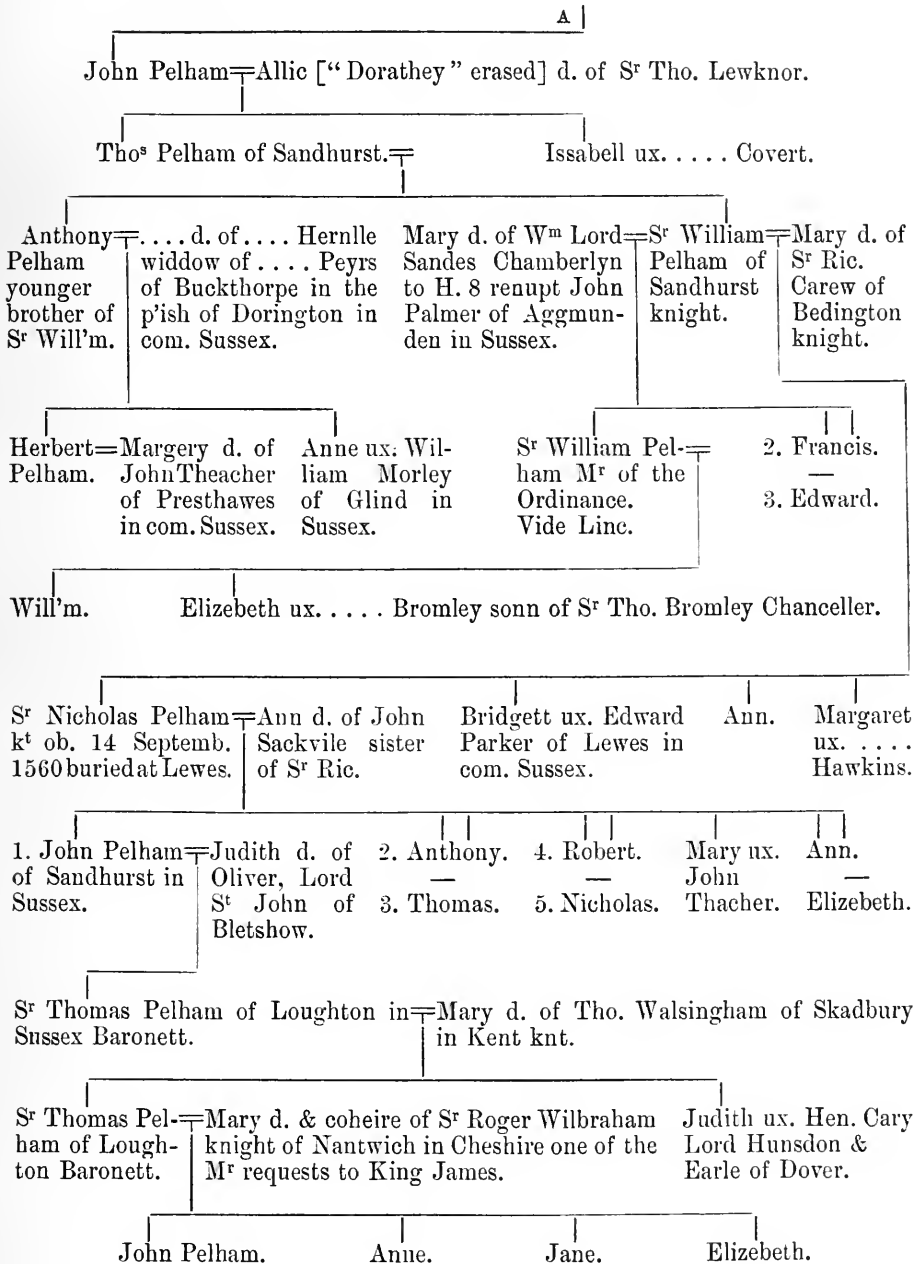 A
John Pelham=Allic ["Dorathey" erased] d. of Sʳ Tho. Lewknor.
Thoˢ Pelham of Sandhurst.=
Issabell ux. . . . . Covert.
Anthony=
Pelham
younger
brother of
Sʳ Will'm.
. . . . d. of . . . . Hernlle
widdow of . . . . Peyrs
of Buckthorpe in the
p'ish of Dorington in
com. Sussex.
Mary d. of Wᵐ Lord=
Sandes Chamberlyn
to H. 8 renupt John
Palmer of Aggmun-
den in Sussex.
Sʳ William=
Pelham of
Sandhurst
knight.
Mary d. of
Sʳ Ric.
Carew of
Bedington
knight.
Herbert=
Pelham.
Margery d. of
John Theacher
of Presthawes
in com. Sussex.
Anne ux. Wil-
liam Morley
of Glind in
Sussex.
Sʳ William Pel-=
ham Mʳ of the
Ordinance.
Vide Linc.
2. Francis.
—
3. Edward.
Will'm.
Elizebeth ux. . . . . Bromley sonn of Sʳ Tho. Bromley Chanceller.
Sʳ Nicholas Pelham=
kᵗ ob. 14 Septemb.
1560 buried at Lewes.
Ann d. of John
Sackvile sister
of Sʳ Ric.
Bridgett ux. Edward
Parker of Lewes in
com. Sussex.
Ann.
Margaret
ux. . . . .
Hawkins.
1. John Pelham=
of Sandhurst in
Sussex.
Judith d. of
Oliver, Lord
Sᵗ John of
Bletshow.
2. Anthony.
—
3. Thomas.
4. Robert.
—
5. Nicholas.
Mary ux.
John
Thacher.
Ann.
—
Elizebeth.
Sʳ Thomas Pelham of Loughton in=
Sussex Baronett.
Mary d. of Tho. Walsingham of Skadbury
in Kent knt.
Sʳ Thomas Pel-=
ham of Lough-
ton Baronett.
Mary d. & coheire of Sʳ Roger Wilbraham
knight of Nantwich in Cheshire one of the
Mʳ requests to King James.
Judith ux. Hen. Cary
Lord Hunsdon &
Earle of Dover.
John Pelham.
Anne.
Jane.
Elizebeth.